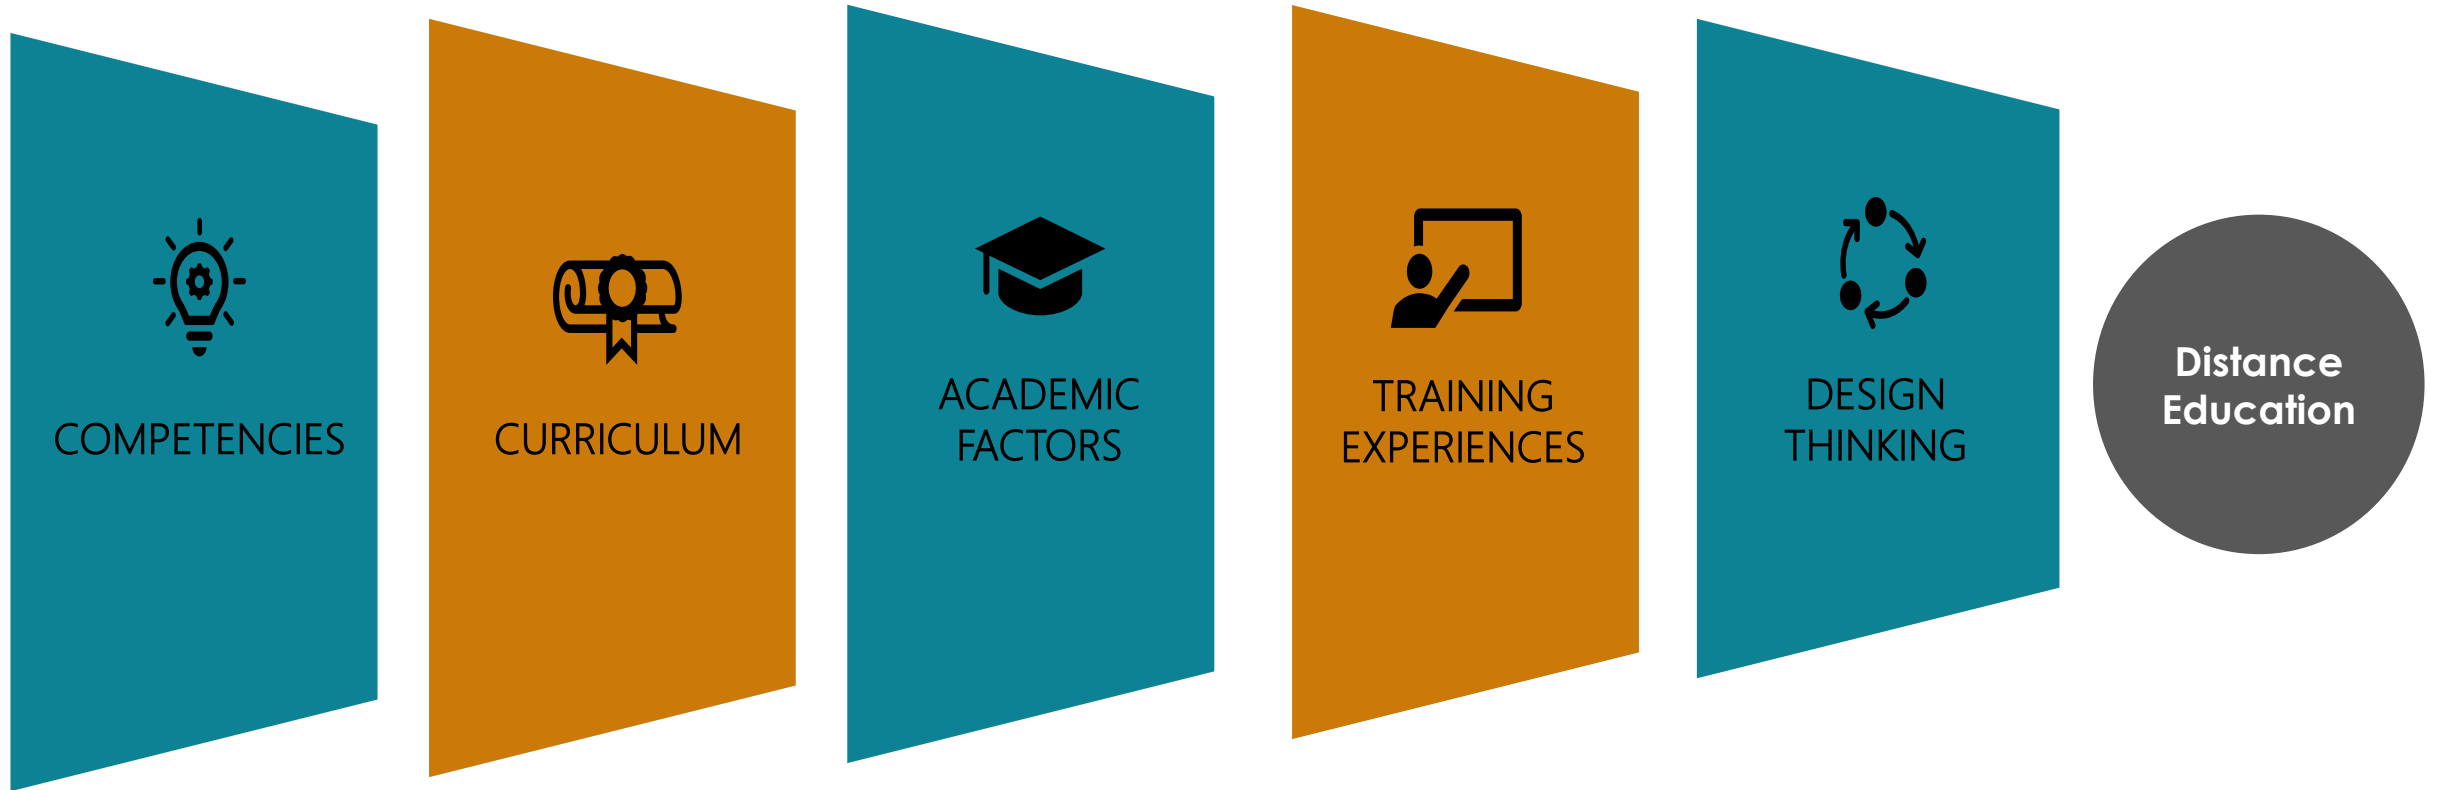 COMPETENCIES
CURRICULUM
ACADEMIC
FACTORS
TRAINING
EXPERIENCES
DESIGN
THINKING
Distance
Education